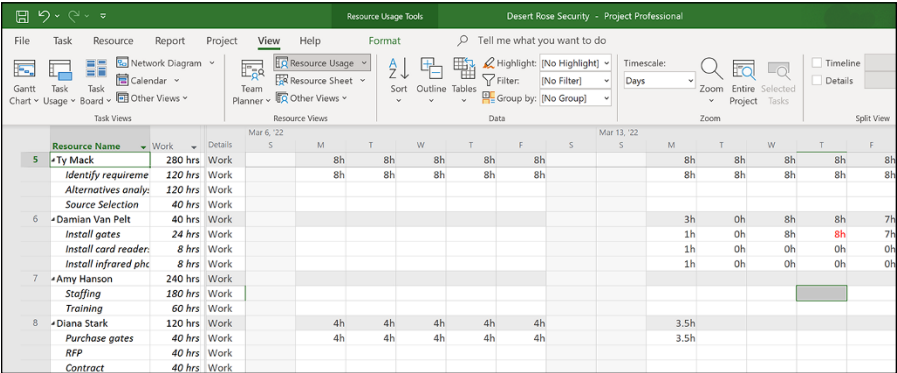 Resource Usage Tools Desert Rose Security - Project Professional
File Task Resource Report Project View Help Format Tell me what you want to do
Network Diagram Resource Usage Highlight: [No Highlight] Timescale: Timeline
Calendar Resource Sheet Filter: [No Filter] Days Details
Gantt Chart Task Usage Task Board Other Views Team Planner Other Views Sort Outline Tables Group by: [No Group] Zoom Entire Project Selected Tasks
Task Views Resource Views Data Zoom Split View
Mar 6, '22 Mar 13, '22
Resource Name Work Details S M T W T F S S M T W T F
5 Ty Mack 280 hrs Work 8h 8h 8h 8h 8h 8h 8h 8h 8h 8h
Identify requireme 120 hrs Work 8h 8h 8h 8h 8h 8h 8h 8h 8h 8h
Alternatives analy 120 hrs Work
Source Selection 40 hrs Work
6 Damian Van Pelt 40 hrs Work 3h 0h 8h 8h 7h
Install gates 24 hrs Work 1h 0h 8h 8h 7h
Install card reader 8 hrs Work 1h 0h 0h 0h 0h
Install infrared pho 8 hrs Work 1h 0h 0h 0h 0h
7 Amy Hanson 240 hrs Work
Staffing 180 hrs Work
Training 60 hrs Work
8 Diana Stark 120 hrs Work 4h 4h 4h 4h 4h 3.5h
Purchase gates 40 hrs Work 4h 4h 4h 4h 4h 3.5h
RFP 40 hrs Work
Contract 40 hrs Work